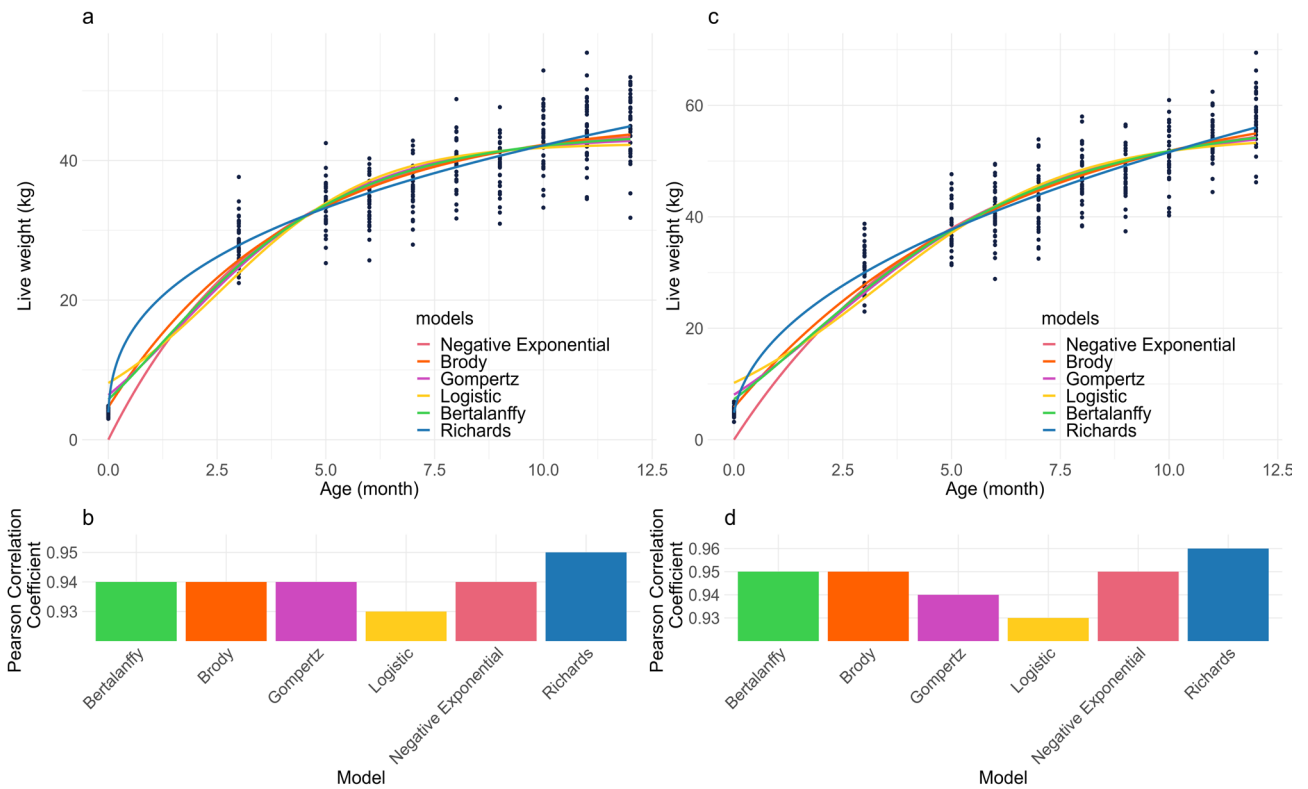 a
Live weight (kg)
40
20
0
0.0
2.5
5.0
7.5
10.0
12.5
Age (month)
models
Negative Exponential
Brody
Gompertz
Logistic
Bertalanffy
Richards
c
Live weight (kg)
60
40
20
0
0.0
2.5
5.0
7.5
10.0
12.5
Age (month)
models
Negative Exponential
Brody
Gompertz
Logistic
Bertalanffy
Richards
b
Pearson Correlation
Coefficient
0.95
0.94
0.93
Bertalanffy
Brody
Gompertz
Logistic
Negative Exponential
Richards
Model
d
Pearson Correlation
Coefficient
0.96
0.95
0.94
0.93
Bertalanffy
Brody
Gompertz
Logistic
Negative Exponential
Richards
Model